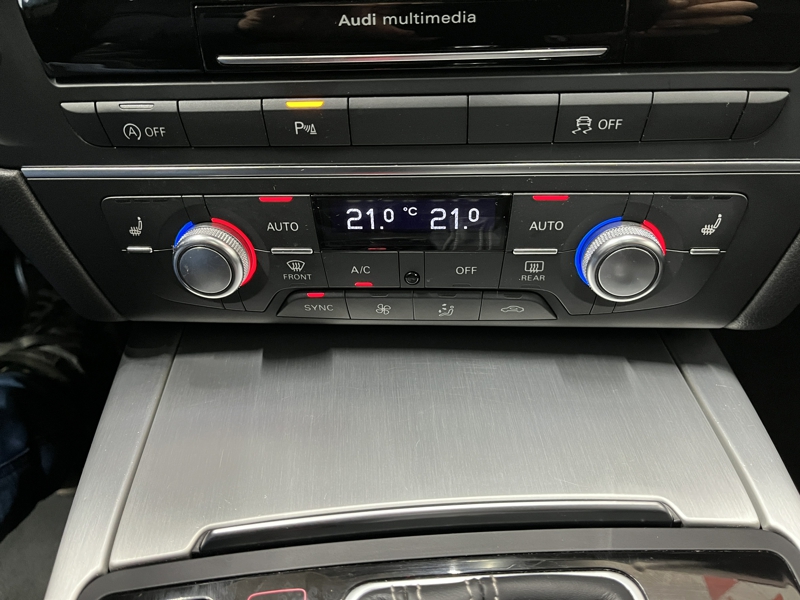 Audi multimedia
A OFF
P
OFF
AUTO
21.0 °C 21.0
AUTO
FRONT
A/C
OFF
REAR
SYNC